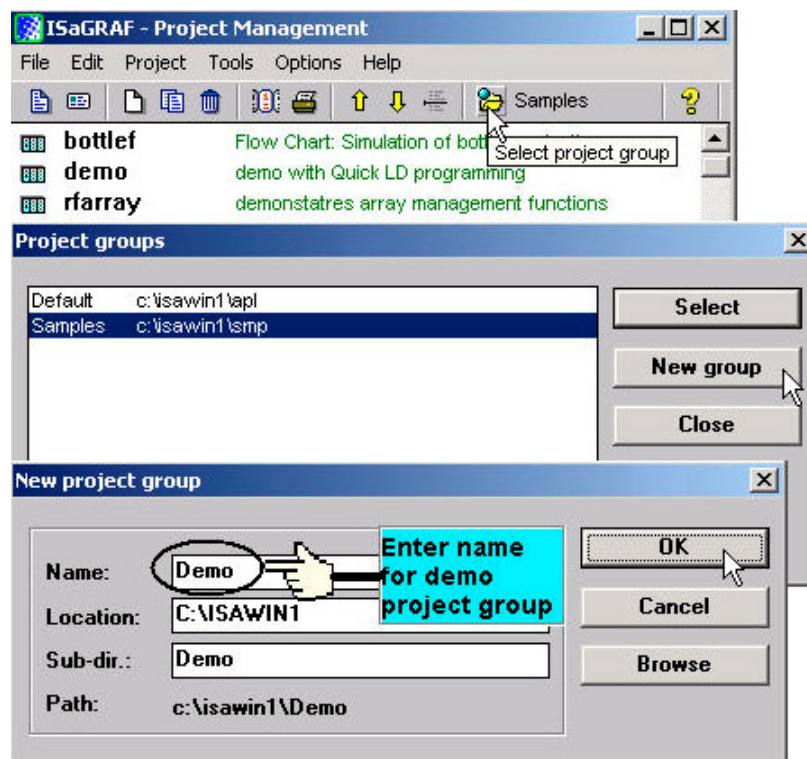 ISaGRAF - Project Management
File Edit Project Tools Options Help
Samples
bottlef Flow Chart: Simulation of bot
Select project group
demo demo with Quick LD programming
rfarray demonstatres array management functions
Project groups
Default c:\isawin1\apl
Samples c:\isawin1\smp
Select
New group
Close
New project group
Name: Demo
Enter name
for demo
project group
OK
Location: C:\ISAWIN1
Cancel
Sub-dir.: Demo
Browse
Path: c:\isawin1\Demo